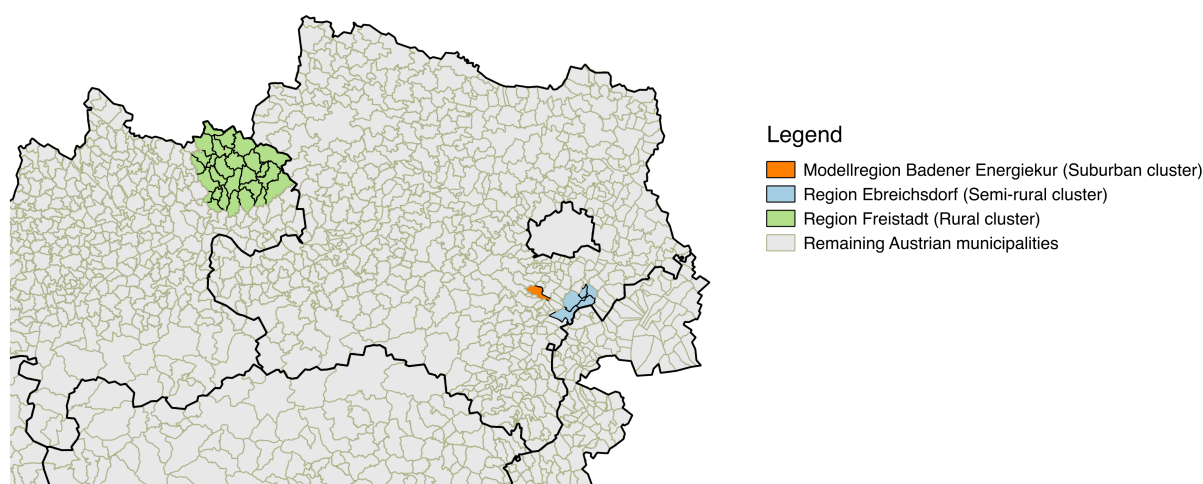 Legend
Modellregion Badener Energiekur (Suburban cluster)
Region Ebreichsdorf (Semi-rural cluster)
Region Freistadt (Rural cluster)
Remaining Austrian municipalities